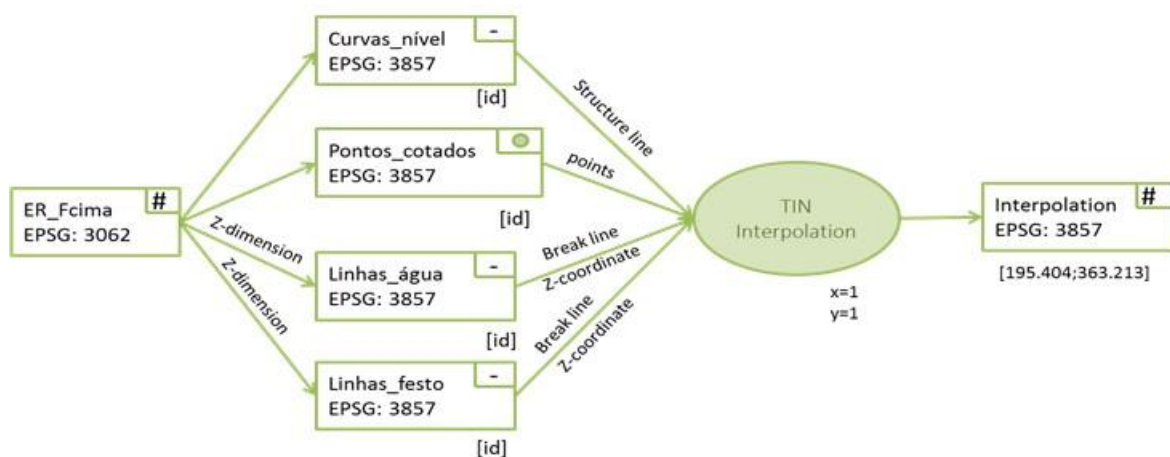 ER_Fcima
EPSG: 3062
#
Z-dimension
Z-dimension
Curvas_nível
EPSG: 3857
-
[id]
Pontos_cotados
EPSG: 3857
[id]
Linhas_água
EPSG: 3857
-
[id]
Linhas_festo
EPSG: 3857
-
[id]
Structure line
points
Break line
Z-coordinate
Break line
Z-coordinate
TIN
Interpolation
x=1
y=1
Interpolation
EPSG: 3857
#
[195.404;363.213]